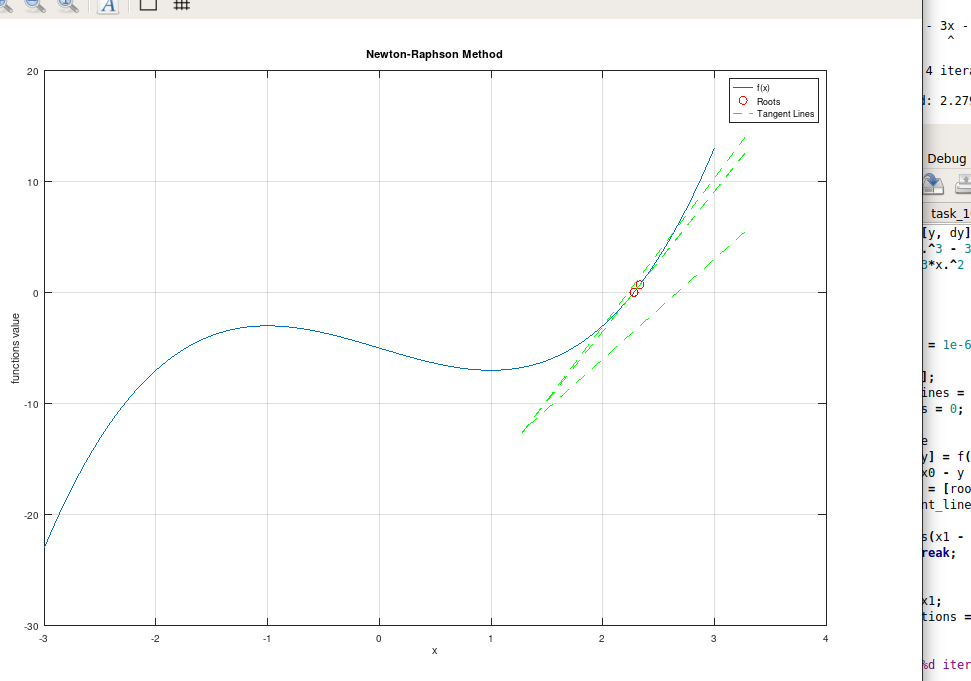 A
Newton-Raphson Method
20
10
0
-10
-20
-30
-3
-2
-1
0
1
2
3
4
x
functions value
f(x)
Roots
Tangent Lines
- 3x -
^
4 itera
: 2.279
Debug
task_1
[y, dy]
.^3 - 3
3*x.^2
= 1e-6
];
ines =
s = 0;
e
y] = f(
x0 - y
= [roo
nt_line
s(x1 -
reak;
x1;
tions =
%d iter